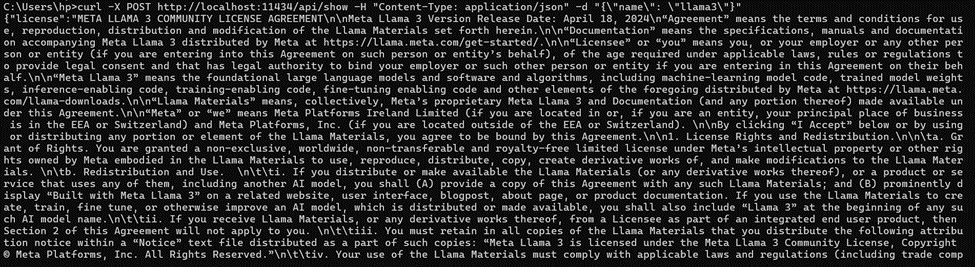 C:\Users\hp>curl -X POST http://localhost:11434/api/show -H "Content-Type: application/json" -d "{\"name\": \"llama3\"}"
{"license":"META LLAMA 3 COMMUNITY LICENSE AGREEMENT\n\nMeta Llama 3 Version Release Date: April 18, 2024\n“Agreement” means the terms and conditions for us
e, reproduction, distribution and modification of the Llama Materials set forth herein.\n\n“Documentation” means the specifications, manuals and documentati
on accompanying Meta Llama 3 distributed by Meta at https://llama.meta.com/get-started/.\n\n“Licensee” or “you” means you, or your employer or any other per
son or entity (if you are entering into this Agreement on such person or entity’s behalf), of the age required under applicable laws, rules or regulations t
o provide legal consent and that has legal authority to bind your employer or such other person or entity if you are entering in this Agreement on their beh
alf.\n\n“Meta Llama 3” means the foundational large language models and software and algorithms, including machine-learning model code, trained model weight
s, inference-enabling code, training-enabling code, fine-tuning enabling code and other elements of the foregoing distributed by Meta at https://llama.meta.
com/llama-downloads.\n\n“Llama Materials” means, collectively, Meta’s proprietary Meta Llama 3 and Documentation (and any portion thereof) made available un
der this Agreement.\n\n“Meta” or “we” means Meta Platforms Ireland Limited (if you are located in or, if you are an entity, your principal place of business
 is in the EEA or Switzerland) and Meta Platforms, Inc. (if you are located outside of the EEA or Switzerland). \n\nBy clicking “I Accept” below or by using
 or distributing any portion or element of the Llama Materials, you agree to be bound by this Agreement.\n\n1. License Rights and Redistribution.\n\n\ta. Gr
ant of Rights. You are granted a non-exclusive, worldwide, non-transferable and royalty-free limited license under Meta’s intellectual property or other rig
hts owned by Meta embodied in the Llama Materials to use, reproduce, distribute, copy, create derivative works of, and make modifications to the Llama Mater
ials. \n\tb. Redistribution and Use.  \n\t\ti. If you distribute or make available the Llama Materials (or any derivative works thereof), or a product or se
rvice that uses any of them, including another AI model, you shall (A) provide a copy of this Agreement with any such Llama Materials; and (B) prominently d
isplay “Built with Meta Llama 3” on a related website, user interface, blogpost, about page, or product documentation. If you use the Llama Materials to cre
ate, train, fine tune, or otherwise improve an AI model, which is distributed or made available, you shall also include “Llama 3” at the beginning of any su
ch AI model name.\n\t\tii. If you receive Llama Materials, or any derivative works thereof, from a Licensee as part of an integrated end user product, then 
Section 2 of this Agreement will not apply to you. \n\t\tiii. You must retain in all copies of the Llama Materials that you distribute the following attribu
tion notice within a “Notice” text file distributed as a part of such copies: “Meta Llama 3 is licensed under the Meta Llama 3 Community License, Copyright 
© Meta Platforms, Inc. All Rights Reserved.”\n\t\tiv. Your use of the Llama Materials must comply with applicable laws and regulations (including trade comp